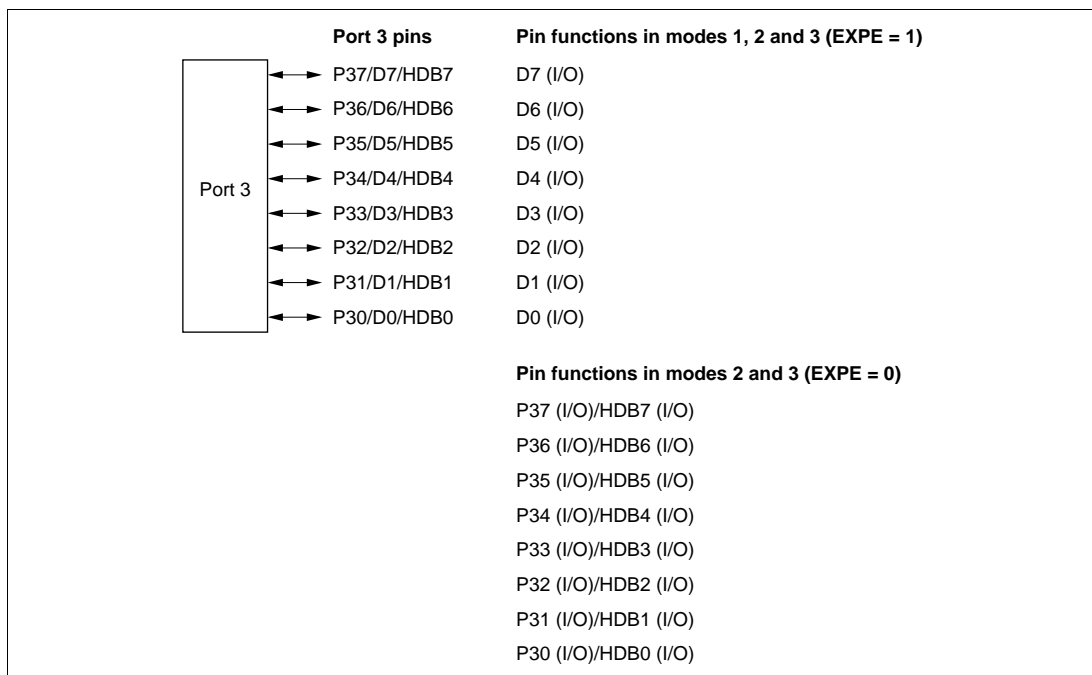 Port 3 pins Pin functions in modes 1, 2 and 3 (EXPE = 1)
P37/D7/HDB7 D7 (I/O)
P36/D6/HDB6 D6 (I/O)
P35/D5/HDB5 D5 (I/O)
P34/D4/HDB4 D4 (I/O)
Port 3
P33/D3/HDB3 D3 (I/O)
P32/D2/HDB2 D2 (I/O)
P31/D1/HDB1 D1 (I/O)
P30/D0/HDB0 D0 (I/O)
Pin functions in modes 2 and 3 (EXPE = 0)
P37 (I/O)/HDB7 (I/O)
P36 (I/O)/HDB6 (I/O)
P35 (I/O)/HDB5 (I/O)
P34 (I/O)/HDB4 (I/O)
P33 (I/O)/HDB3 (I/O)
P32 (I/O)/HDB2 (I/O)
P31 (I/O)/HDB1 (I/O)
P30 (I/O)/HDB0 (I/O)